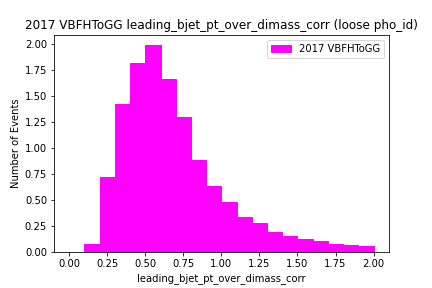 2017 VBFHToGG leading_bjet_pt_over_dimass_corr (loose pho_id)
2017 VBFHToGG
Number of Events
2.00
1.75
1.50
1.25
1.00
0.75
0.50
0.25
0.00
0.00 0.25 0.50 0.75 1.00 1.25 1.50 1.75 2.00
leading_bjet_pt_over_dimass_corr